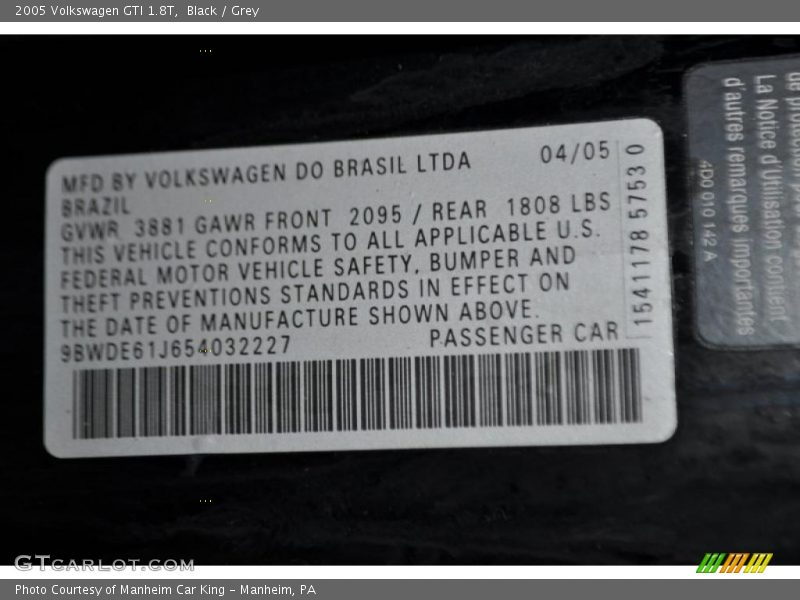 2005 Volkswagen GTI 1.8T, Black / Grey
MFD BY VOLKSWAGEN DO BRASIL LTDA 04/05
BRAZIL
GVWR 3881 GAWR FRONT 2095 / REAR 1808 LBS
THIS VEHICLE CONFORMS TO ALL APPLICABLE U.S.
FEDERAL MOTOR VEHICLE SAFETY, BUMPER AND
THEFT PREVENTIONS STANDARDS IN EFFECT ON
THE DATE OF MANUFACTURE SHOWN ABOVE.
9BWDE61J654032227 PASSENGER CAR
1541178 57530
La Notice d'Utilisation contient
d'autres remarques importantes
4D0 010 142 A
GTCARLOT.COM
Photo Courtesy of Manheim Car King - Manheim, PA